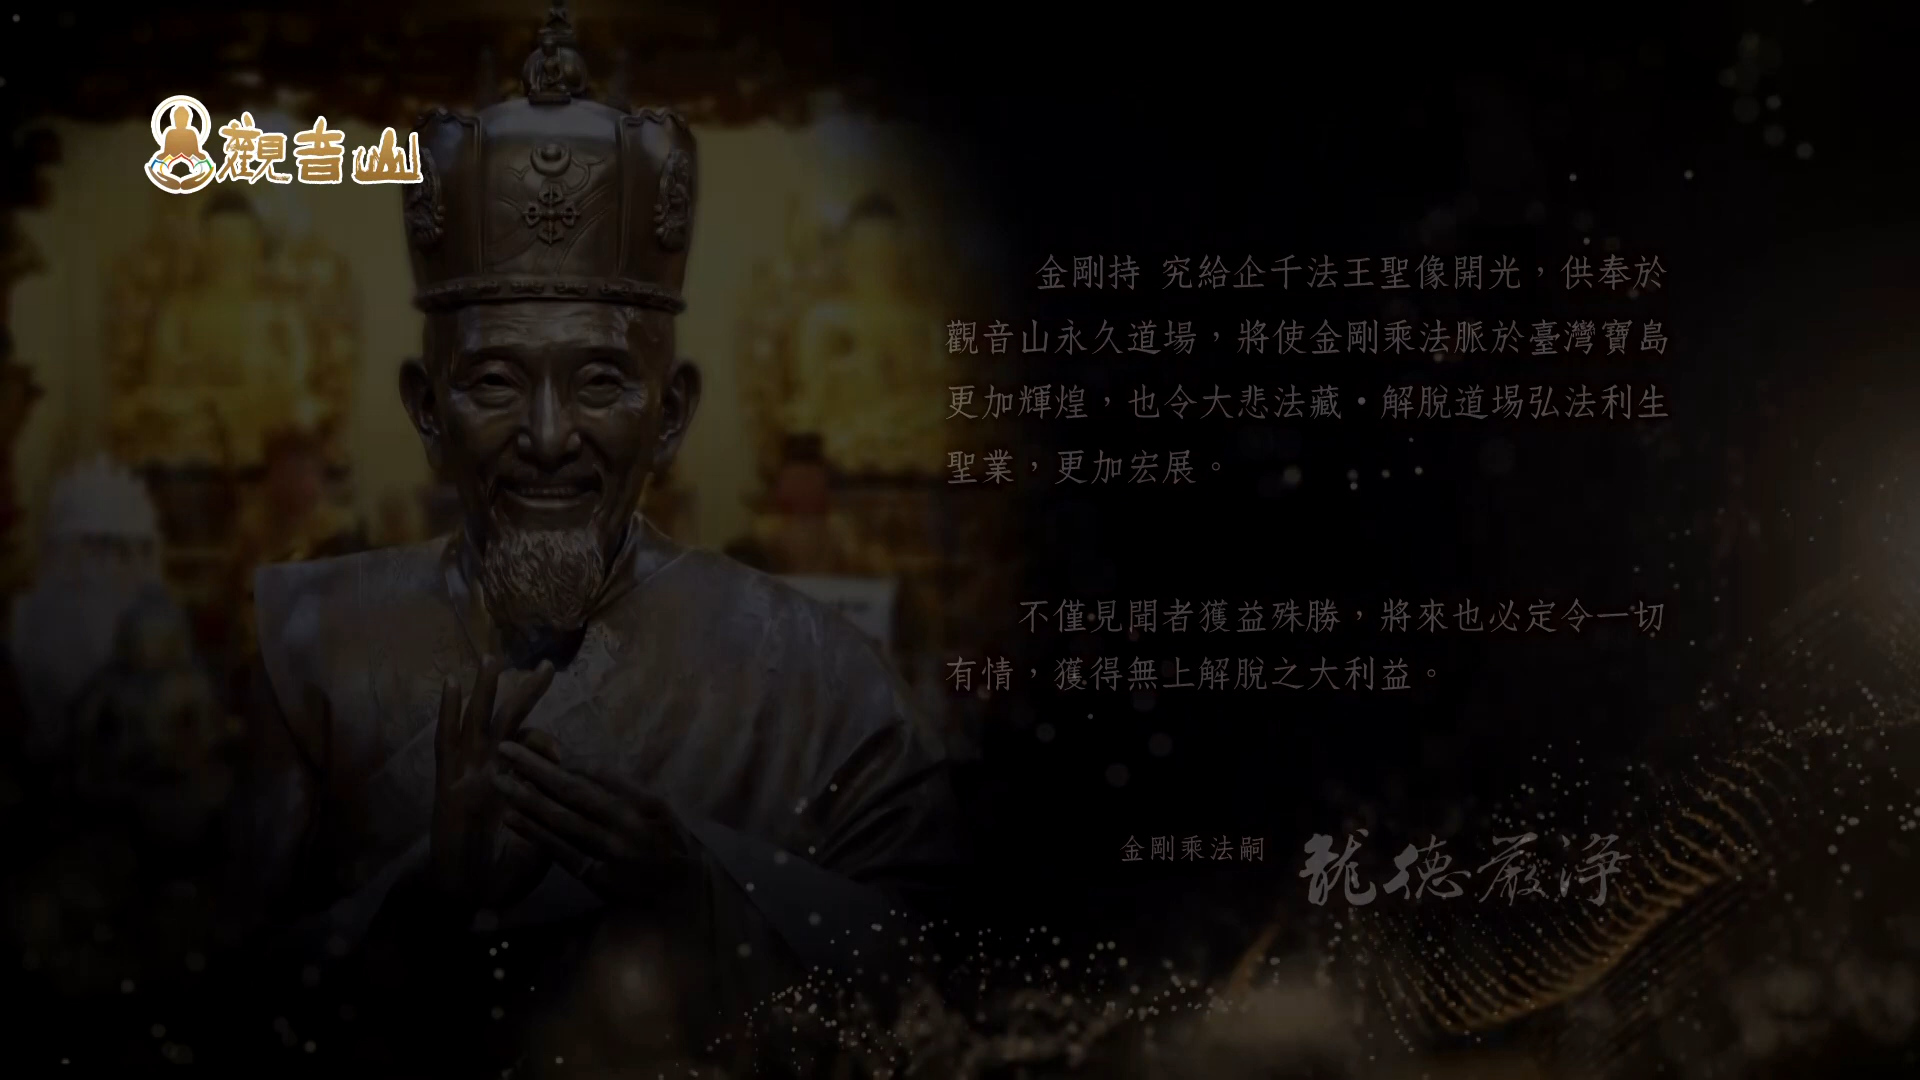 觀音山
金剛持 究給企千法王聖像開光，供奉於
觀音山永久道場，將使金剛乘法脈於臺灣寶島
更加輝煌，也令大悲法藏・解脫道場弘法利生
聖業，更加宏展。
不僅見聞者獲益殊勝，將來也必定令一切
有情，獲得無上解脫之大利益。
金剛乘法嗣 龍德嚴淨